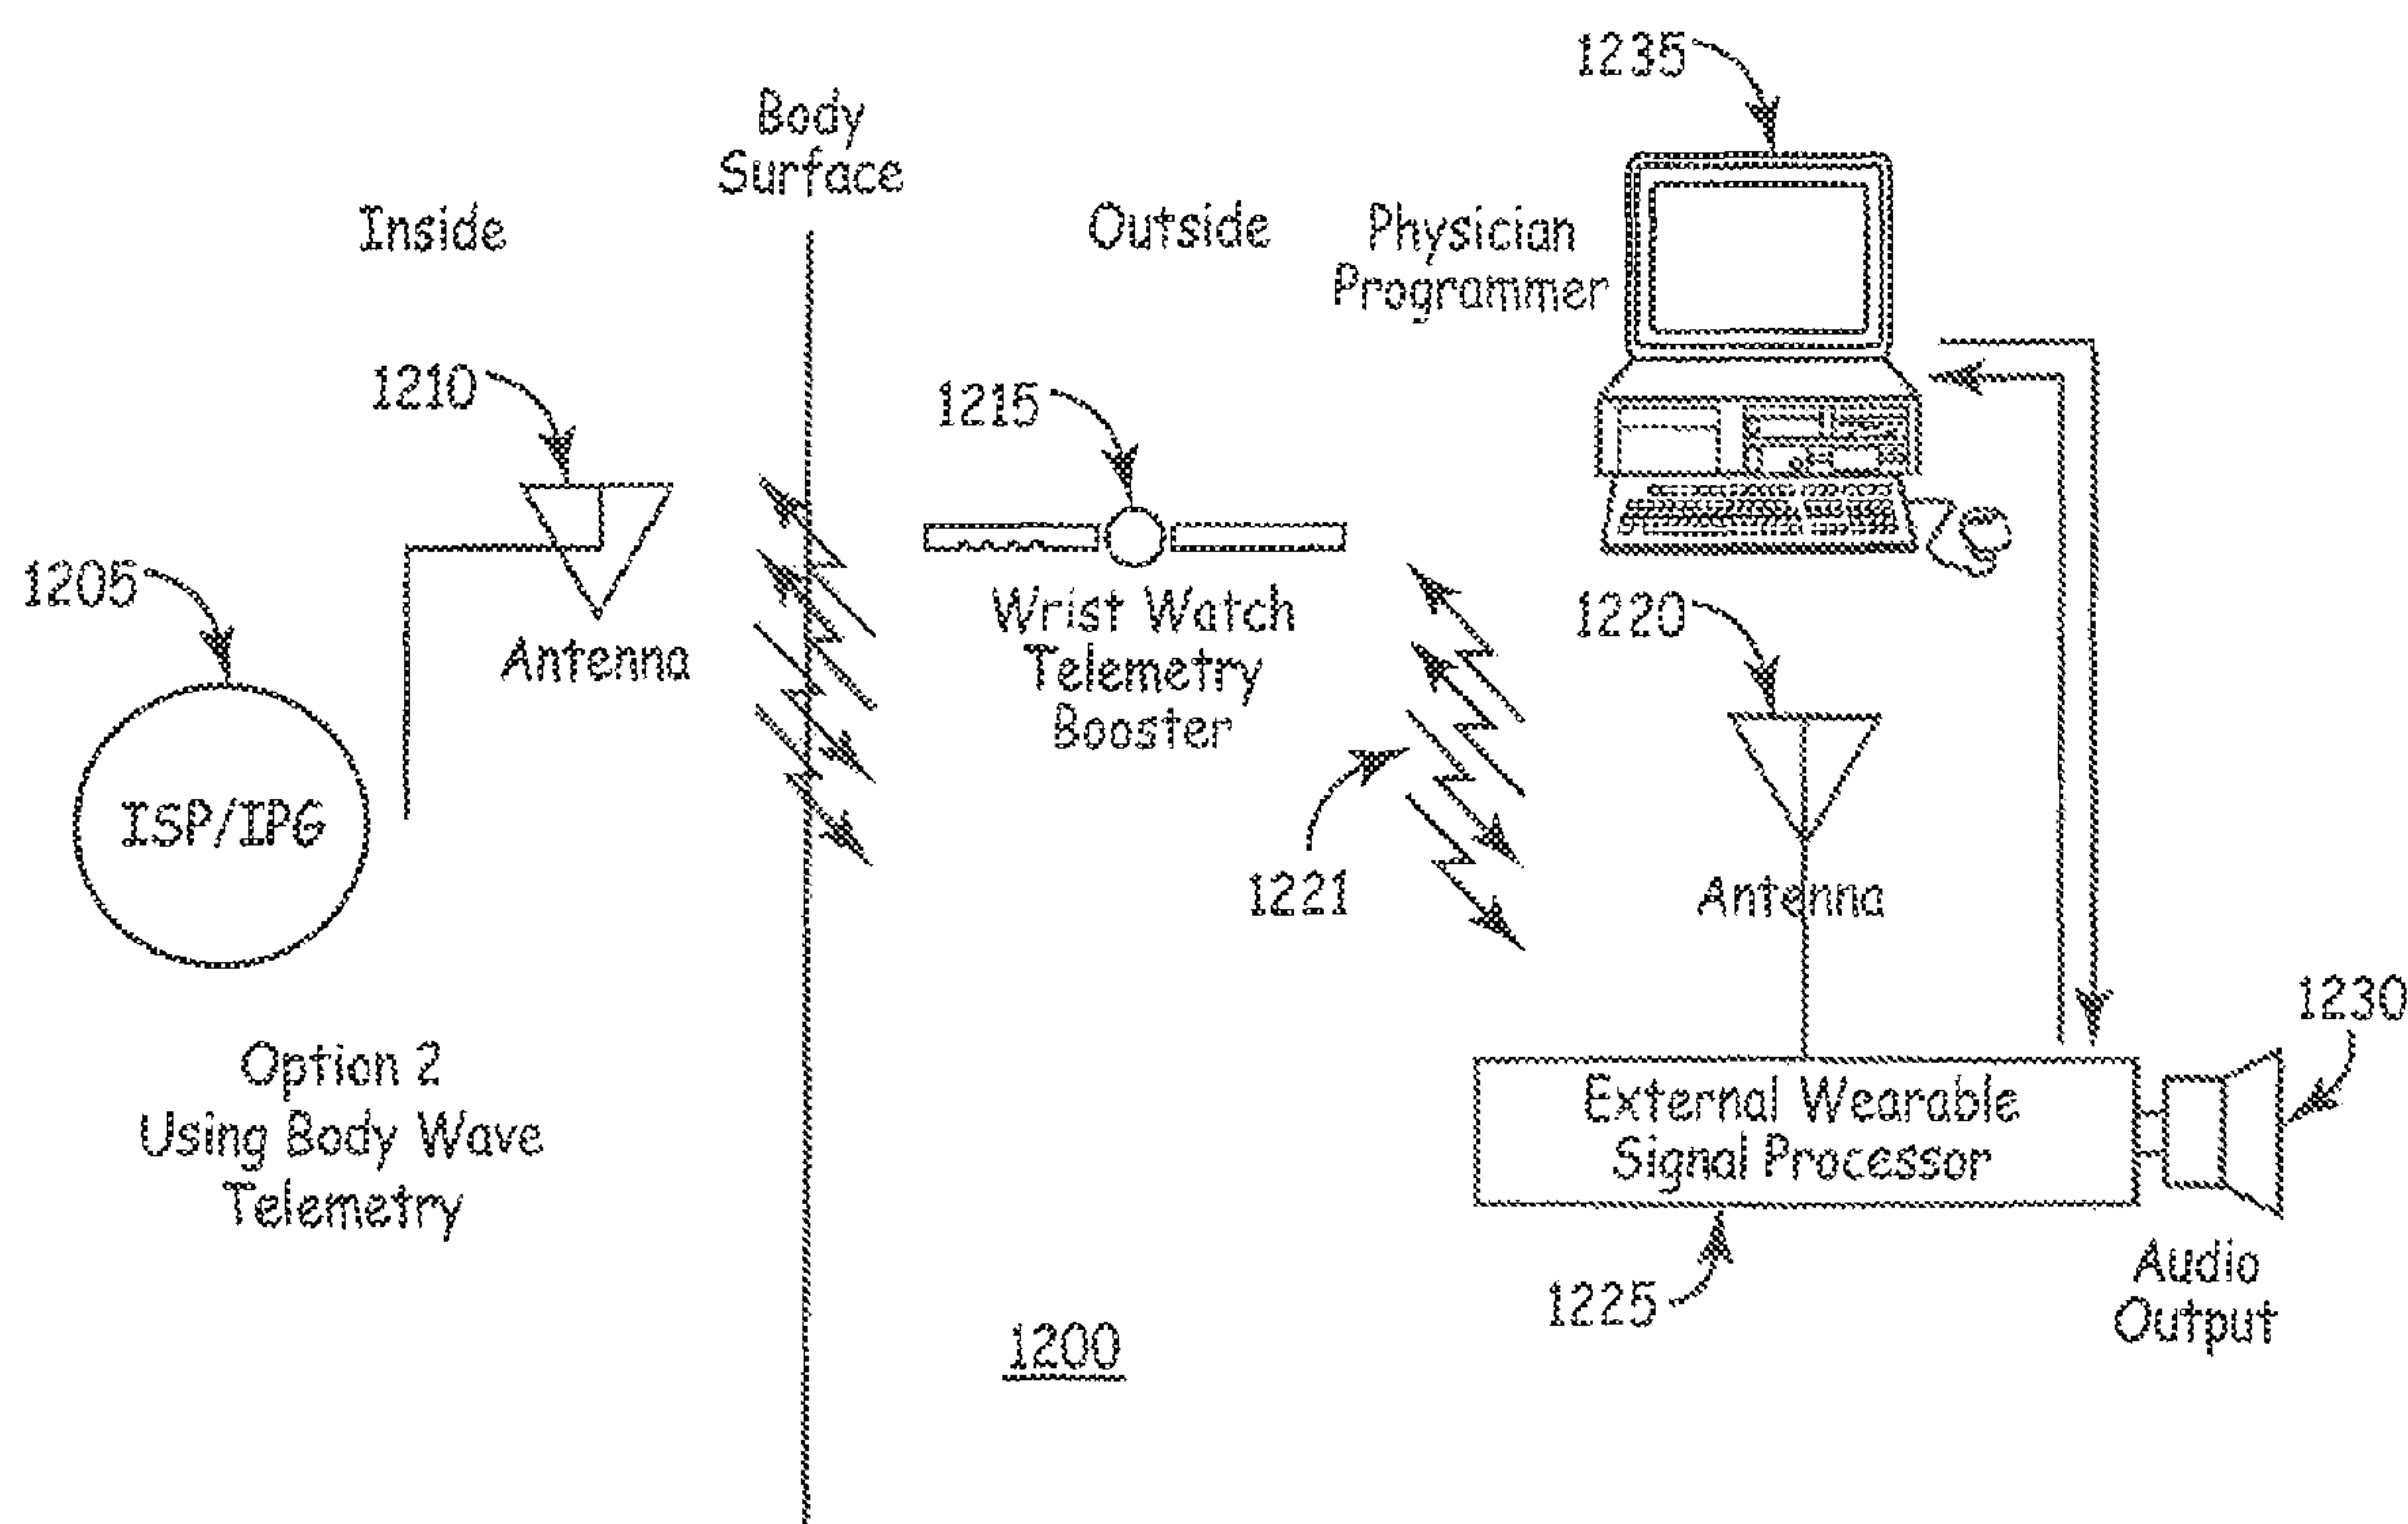 1235
Body
Surface
Inside
Outside
Physician
Programmer
1210
1215
1205
Antenna
Wrist Watch
Telemetry
Booster
1220
ISP/IPG
1221
Antenna
1230
Option 2
Using Body Wave
Telemetry
External Wearable
Signal Processor
1225
Audio
Output
1200